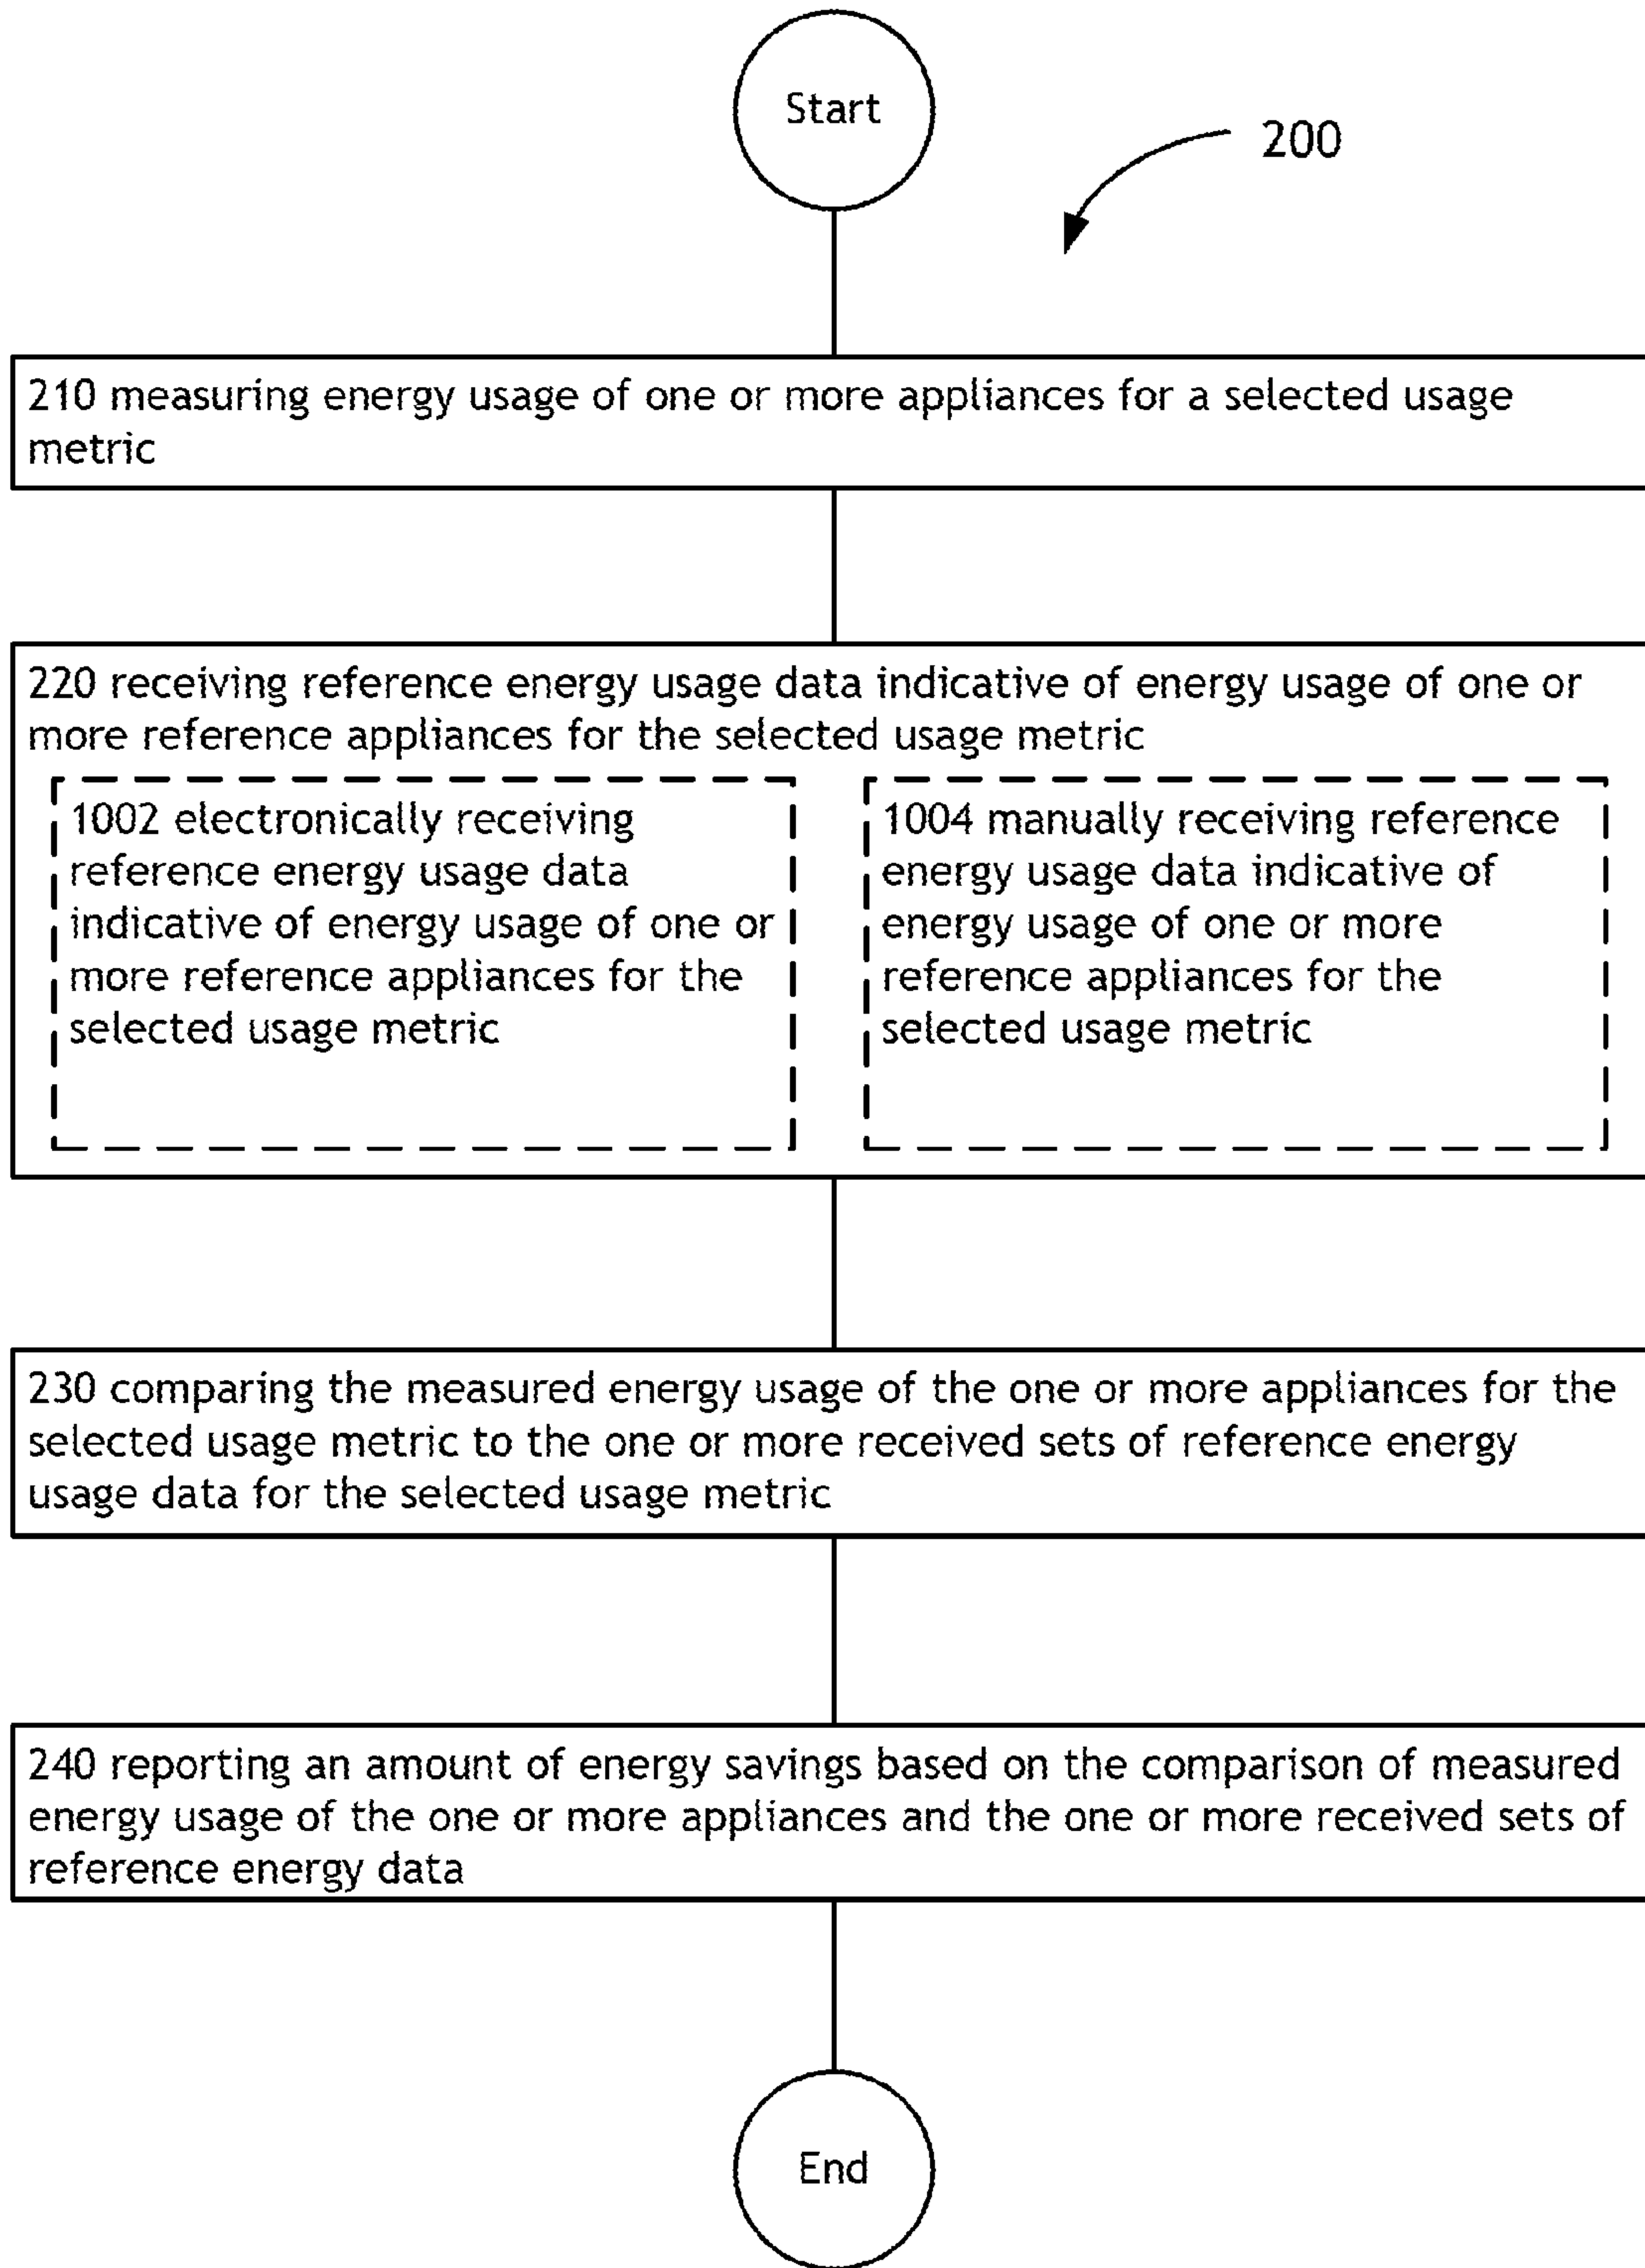 Start
200
210 measuring energy usage of one or more appliances for a selected usage
metric
220 receiving reference energy usage data indicative of energy usage of one or
more reference appliances for the selected usage metric
1002 electronically receiving
reference energy usage data
indicative of energy usage of one or
more reference appliances for the
selected usage metric
1004 manually receiving reference
energy usage data indicative of
energy usage of one or more
reference appliances for the
selected usage metric
230 comparing the measured energy usage of the one or more appliances for the
selected usage metric to the one or more received sets of reference energy
usage data for the selected usage metric
240 reporting an amount of energy savings based on the comparison of measured
energy usage of the one or more appliances and the one or more received sets of
reference energy data
End